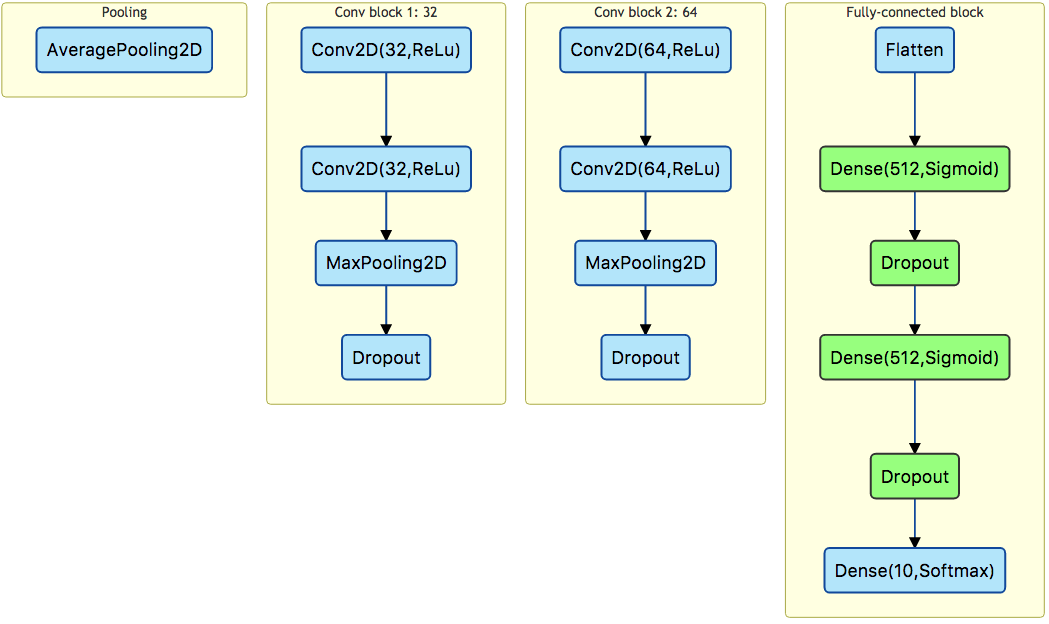 Pooling
AveragePooling2D
Conv block 1: 32
Conv2D(32,ReLu)
Conv2D(32,ReLu)
MaxPooling2D
Dropout
Conv block 2: 64
Conv2D(64,ReLu)
Conv2D(64,ReLu)
MaxPooling2D
Dropout
Fully-connected block
Flatten
Dense(512,Sigmoid)
Dropout
Dense(512,Sigmoid)
Dropout
Dense(10,Softmax)